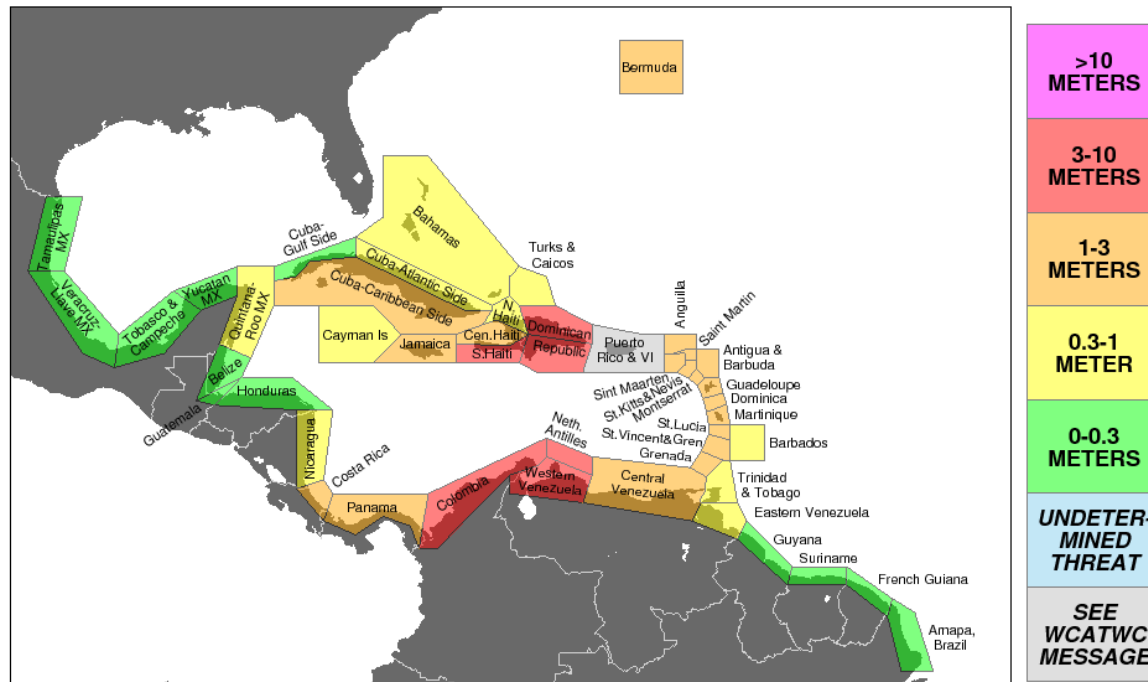 Bermuda
Tamaulipas
MX
Veracruz-
Llave MX
Tobasco &
Campeche
Yucatan
MX
Quintana-
Roo MX
Belize
Guatemala
Honduras
Nicaragua
Costa Rica
Panama
Colombia
Cuba-
Gulf Side
Cuba-Atlantic Side
Cuba-Caribbean Side
Bahamas
Turks &
Caicos
Cayman Is
Jamaica
N.
Haiti
Cen.Haiti
S.Haiti
Dominican
Republic
Puerto
Rico & VI
Anguilla
Saint Martin
Antigua &
Barbuda
Sint Maarten
St.Kitts&Nevis
Montserrat
Guadeloupe
Dominica
Martinique
St.Lucia
St.Vincent&Gren
Grenada
Barbados
Neth.
Antilles
Western
Venezuela
Central
Venezuela
Trinidad
& Tobago
Eastern Venezuela
Guyana
Suriname
French Guiana
Amapa,
Brazil
>10
METERS
3-10
METERS
1-3
METERS
0.3-1
METER
0-0.3
METERS
UNDETER-
MINED
THREAT
SEE
WCATWC
MESSAGE